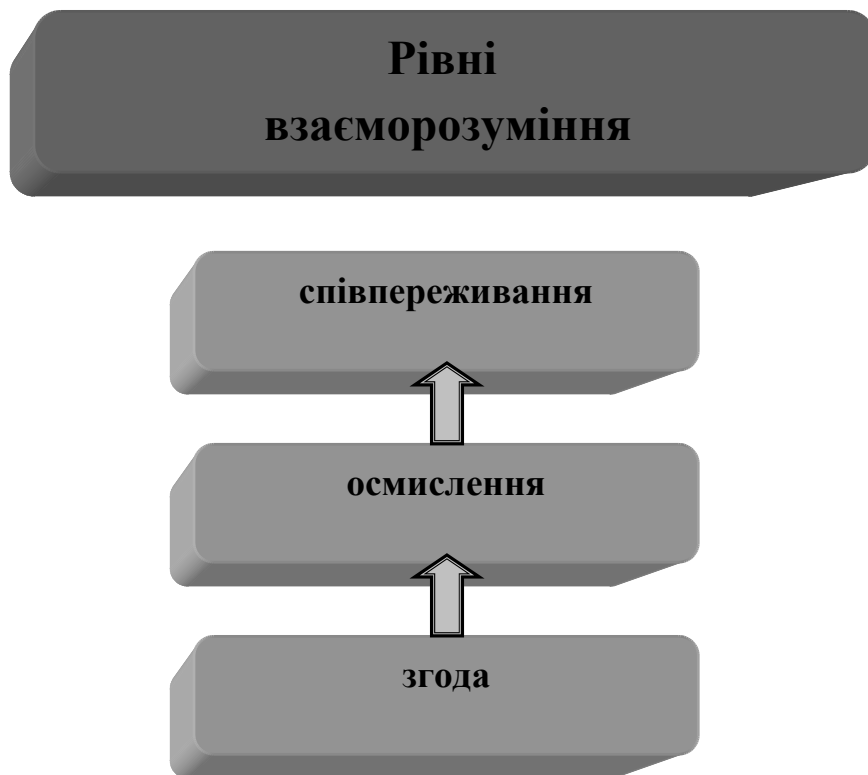 Рівні
взаєморозуміння
співпереживання
осмислення
згода